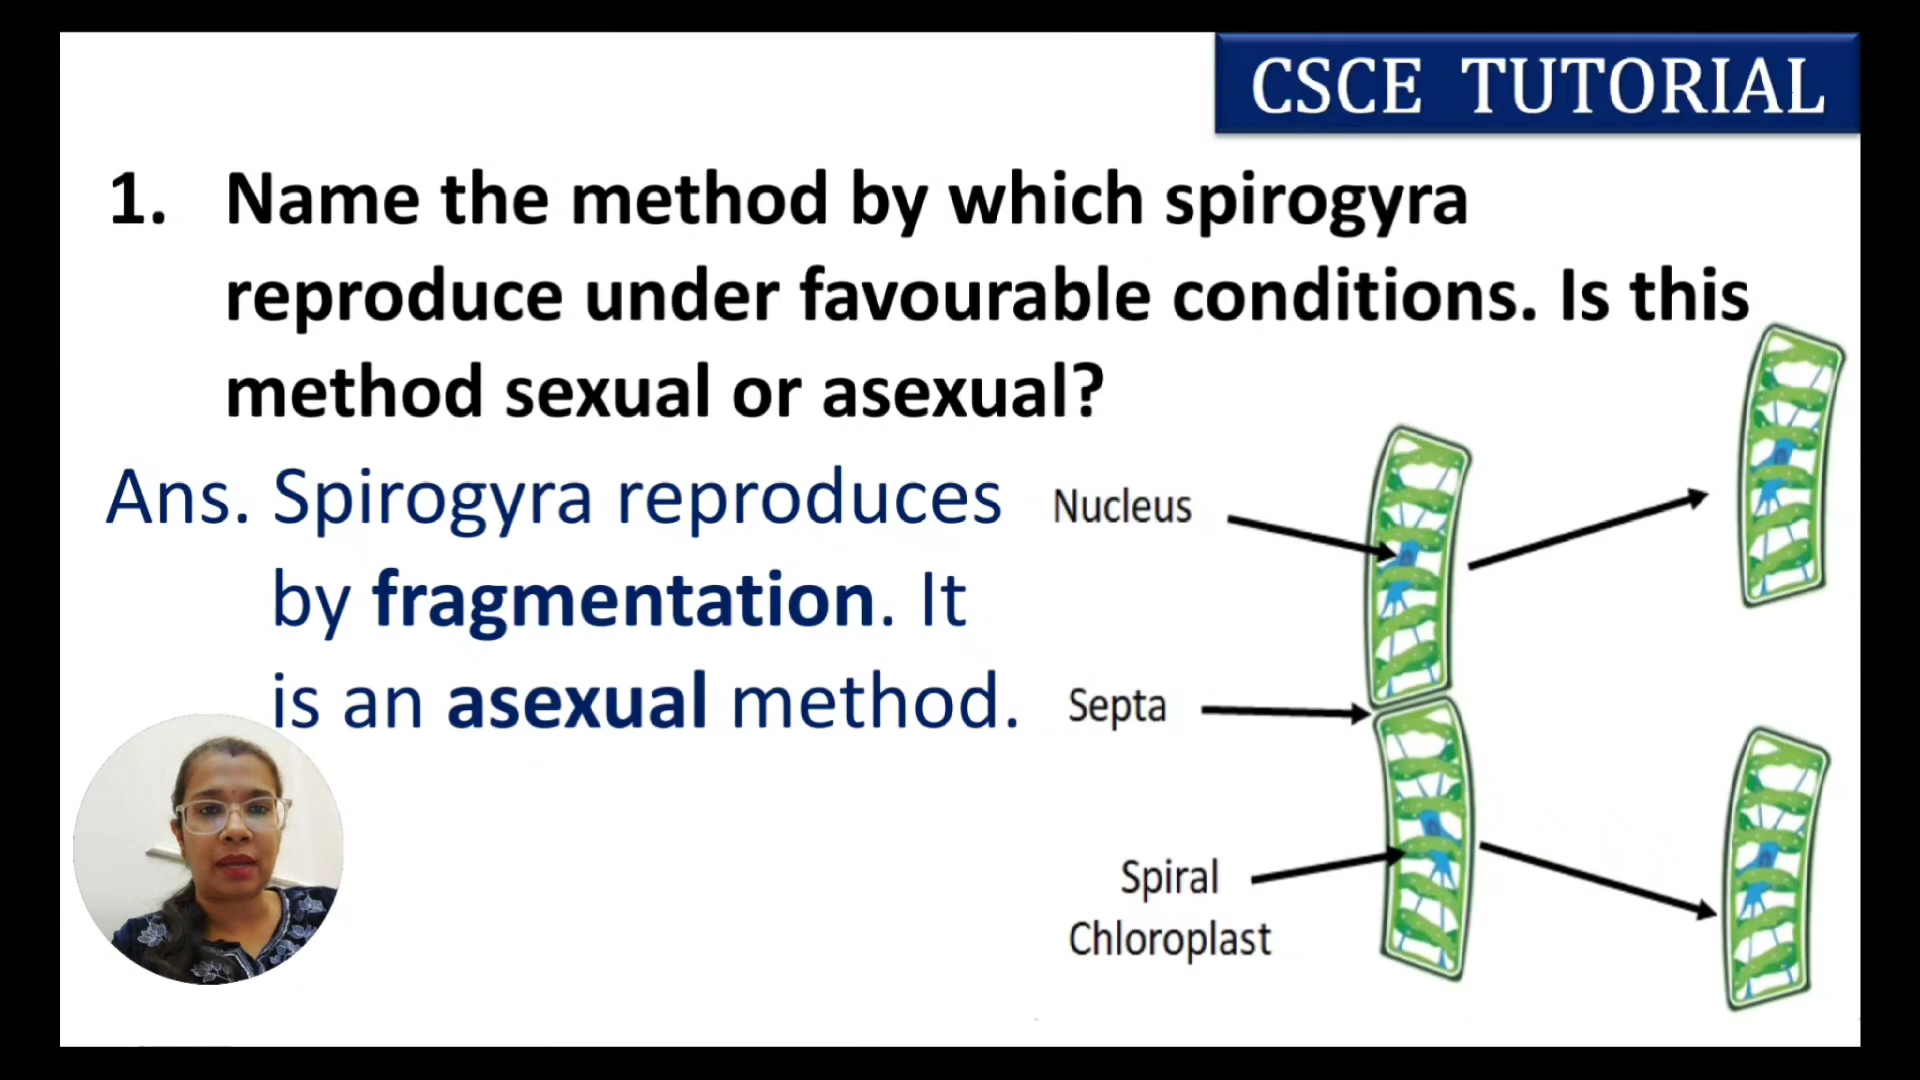 CSCE TUTORIAL
1. Name the method by which spirogyra
reproduce under favourable conditions. Is this
method sexual or asexual?
Ans. Spirogyra reproduces
by fragmentation. It
is an asexual method.
Nucleus
Septa
Spiral
Chloroplast